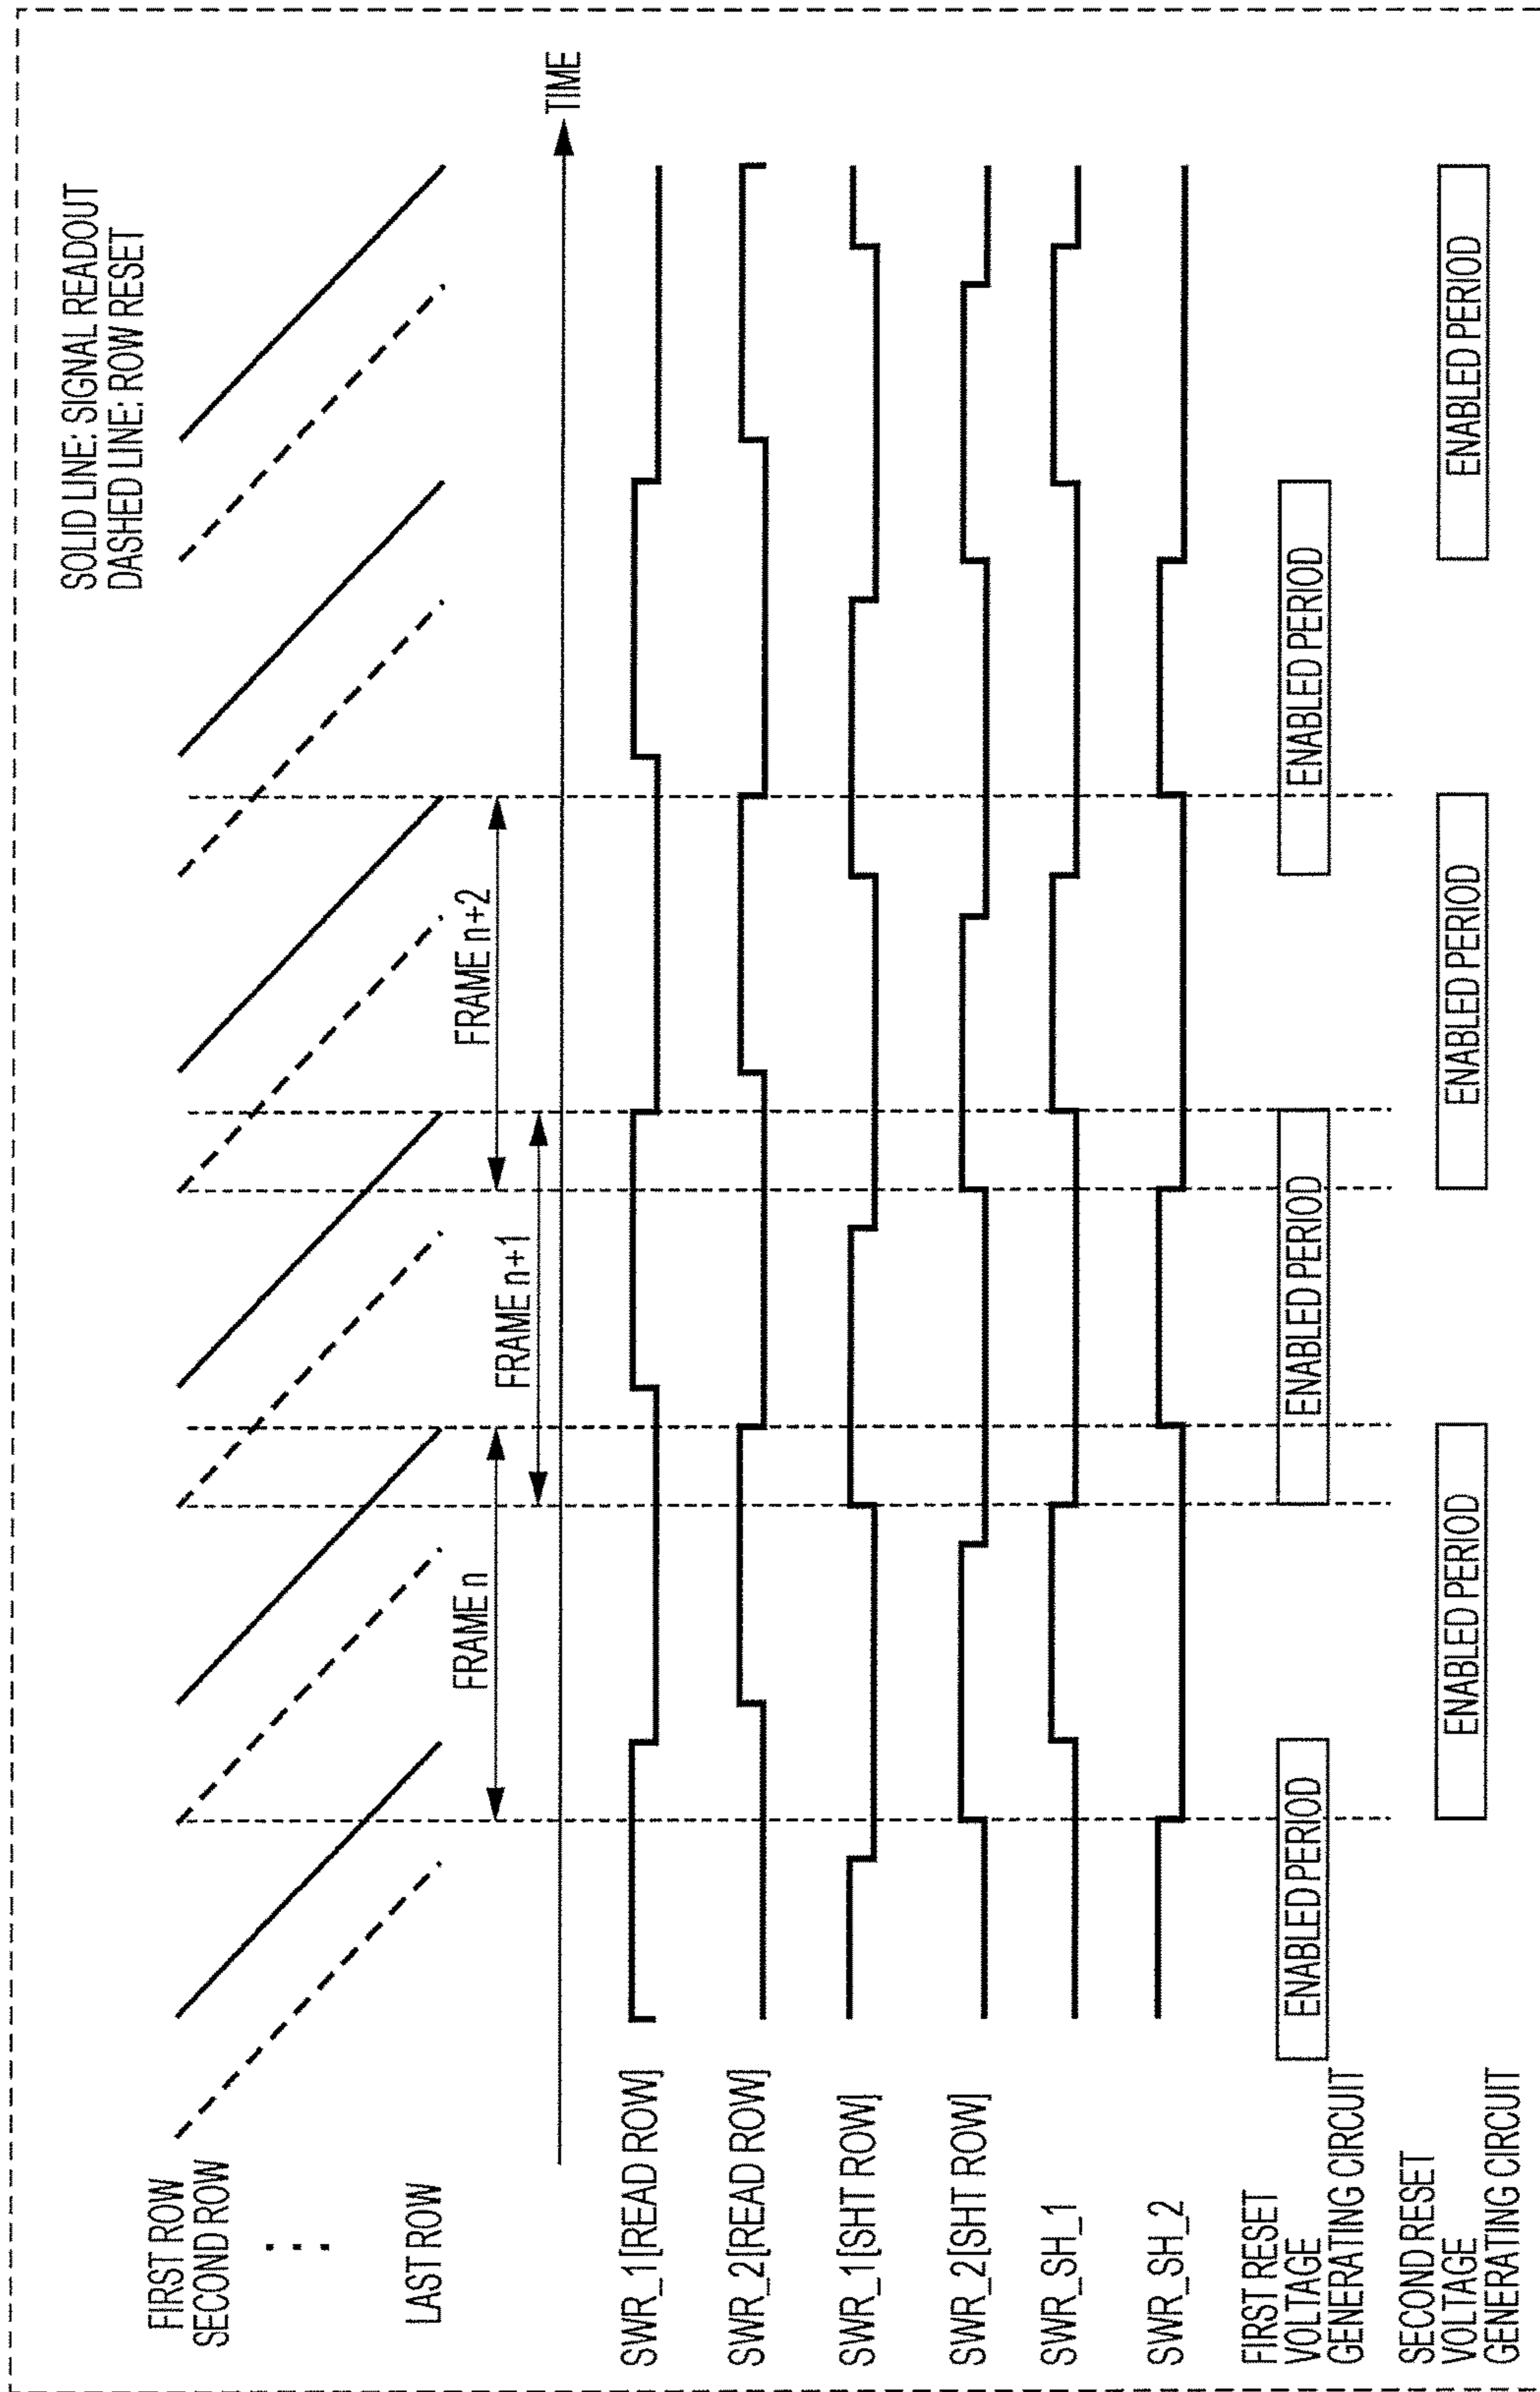 SOLID LINE: SIGNAL READOUT
DASHED LINE: ROW RESET
FIRST ROW
SECOND ROW
LAST ROW
FRAME n
FRAME n+1
FRAME n+2
TIME
SWR_1[READ ROW]
SWR_2[READ ROW]
SWR_1[SHT ROW]
SWR_2[SHT ROW]
SWR_SH_1
SWR_SH_2
FIRST RESET
VOLTAGE
GENERATING CIRCUIT
ENABLED PERIOD
ENABLED PERIOD
ENABLED PERIOD
SECOND RESET
VOLTAGE
GENERATING CIRCUIT
ENABLED PERIOD
ENABLED PERIOD
ENABLED PERIOD